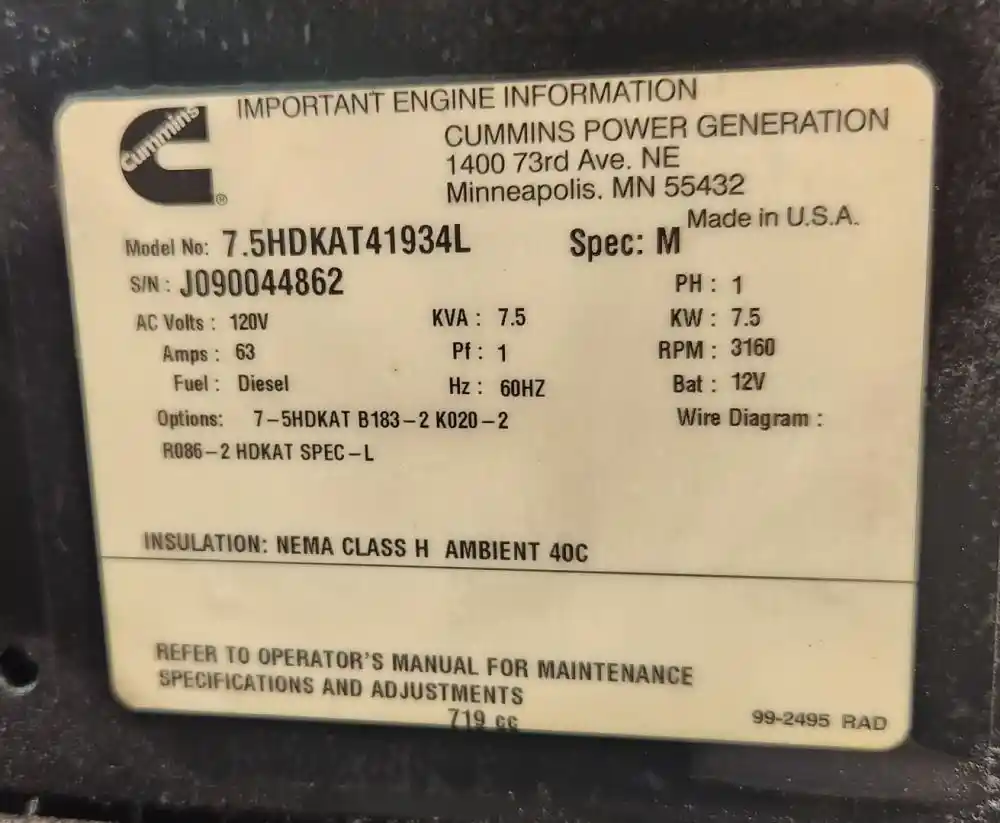 IMPORTANT ENGINE INFORMATION
Cummins
®
CUMMINS POWER GENERATION
1400 73rd Ave. NE
Minneapolis. MN 55432
Made in U.S.A.
Model No: 7.5HDKAT41934L Spec: M
S/N : J090044862 PH : 1
AC Volts : 120V KVA : 7.5 KW : 7.5
Amps : 63 Pf : 1 RPM : 3160
Fuel : Diesel Hz : 60HZ Bat : 12V
Options: 7-5HDKAT B183-2 K020-2 Wire Diagram :
R086-2 HDKAT SPEC-L
INSULATION: NEMA CLASS H AMBIENT 40C
REFER TO OPERATOR'S MANUAL FOR MAINTENANCE
SPECIFICATIONS AND ADJUSTMENTS
719 cc
99-2495 RAD